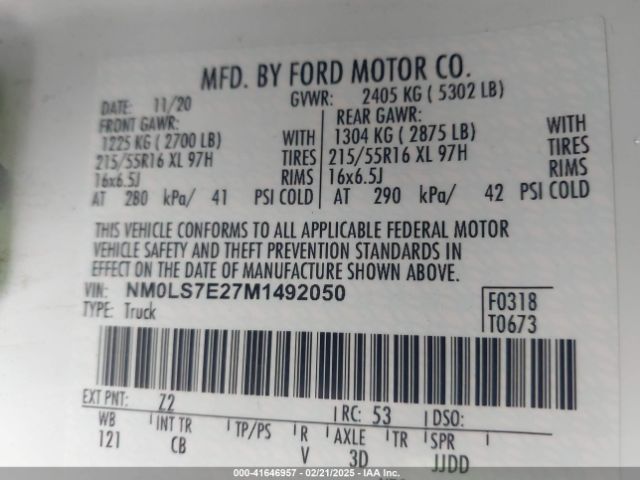 MFD. BY FORD MOTOR CO.
DATE: 11/20 GVWR: 2405 KG ( 5302 LB)
FRONT GAWR: REAR GAWR:
1225 KG ( 2700 LB) WITH 1304 KG ( 2875 LB) WITH
215/55R16 XL 97H TIRES 215/55R16 XL 97H TIRES
16x6.5J RIMS 16x6.5J RIMS
AT 280 kPa/ 41 PSI COLD AT 290 kPa/ 42 PSI COLD
THIS VEHICLE CONFORMS TO ALL APPLICABLE FEDERAL MOTOR
VEHICLE SAFETY AND THEFT PREVENTION STANDARDS IN
EFFECT ON THE DATE OF MANUFACTURE SHOWN ABOVE.
VIN: NM0LS7E27M1492050 F0318
TYPE: Truck T0673
EXT PNT: Z2 RC: 53 DSO:
WB INT TR TP/PS R AXLE TR SPR
121 CB V 3D JJDD
000-41646957 - 02/21/2025 - IAA Inc.